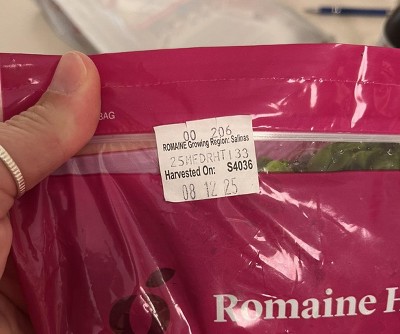 BAG
00 206
ROMAINE Growing Region: Salinas
25MFDRHT133
Harvested On: S4036
08 12 25
Romaine H